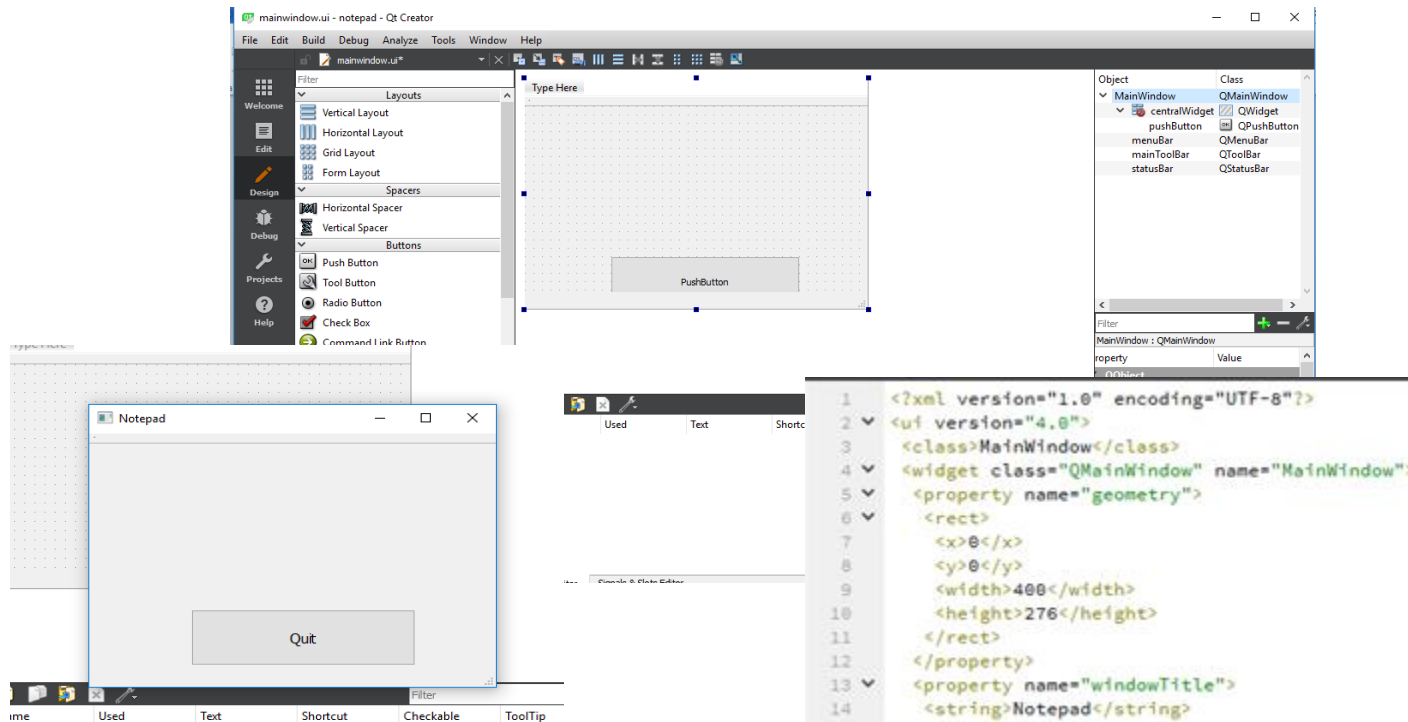 mainwindow.ui - notepad - Qt Creator
File Edit Build Debug Analyze Tools Window Help
mainwindow.ui*
Welcome
Edit
Design
Debug
Projects
Help
Filter
Layouts
Vertical Layout
Horizontal Layout
Grid Layout
Form Layout
Spacers
Horizontal Spacer
Vertical Spacer
Buttons
Push Button
Tool Button
Radio Button
Check Box
Command Link Button
Type Here
PushButton
Object Class
MainWindow QMainWindow
centralWidget QWidget
pushButton QPushButton
menuBar QMenuBar
mainToolBar QToolBar
statusBar QStatusBar
Filter
MainWindow : QMainWindow
roperty Value
QObject
Type Here
Notepad
Quit
Filter
ame Used Text Shortcut Checkable ToolTip
Used Text Shortc
Signals & Slots Editor
1 <?xml version="1.0" encoding="UTF-8"?>
2 <ui version="4.0">
3 <class>MainWindow</class>
4 <widget class="QMainWindow" name="MainWindow">
5 <property name="geometry">
6 <rect>
7 <x>0</x>
8 <y>0</y>
9 <width>400</width>
10 <height>276</height>
11 </rect>
12 </property>
13 <property name="windowTitle">
14 <string>Notepad</string>